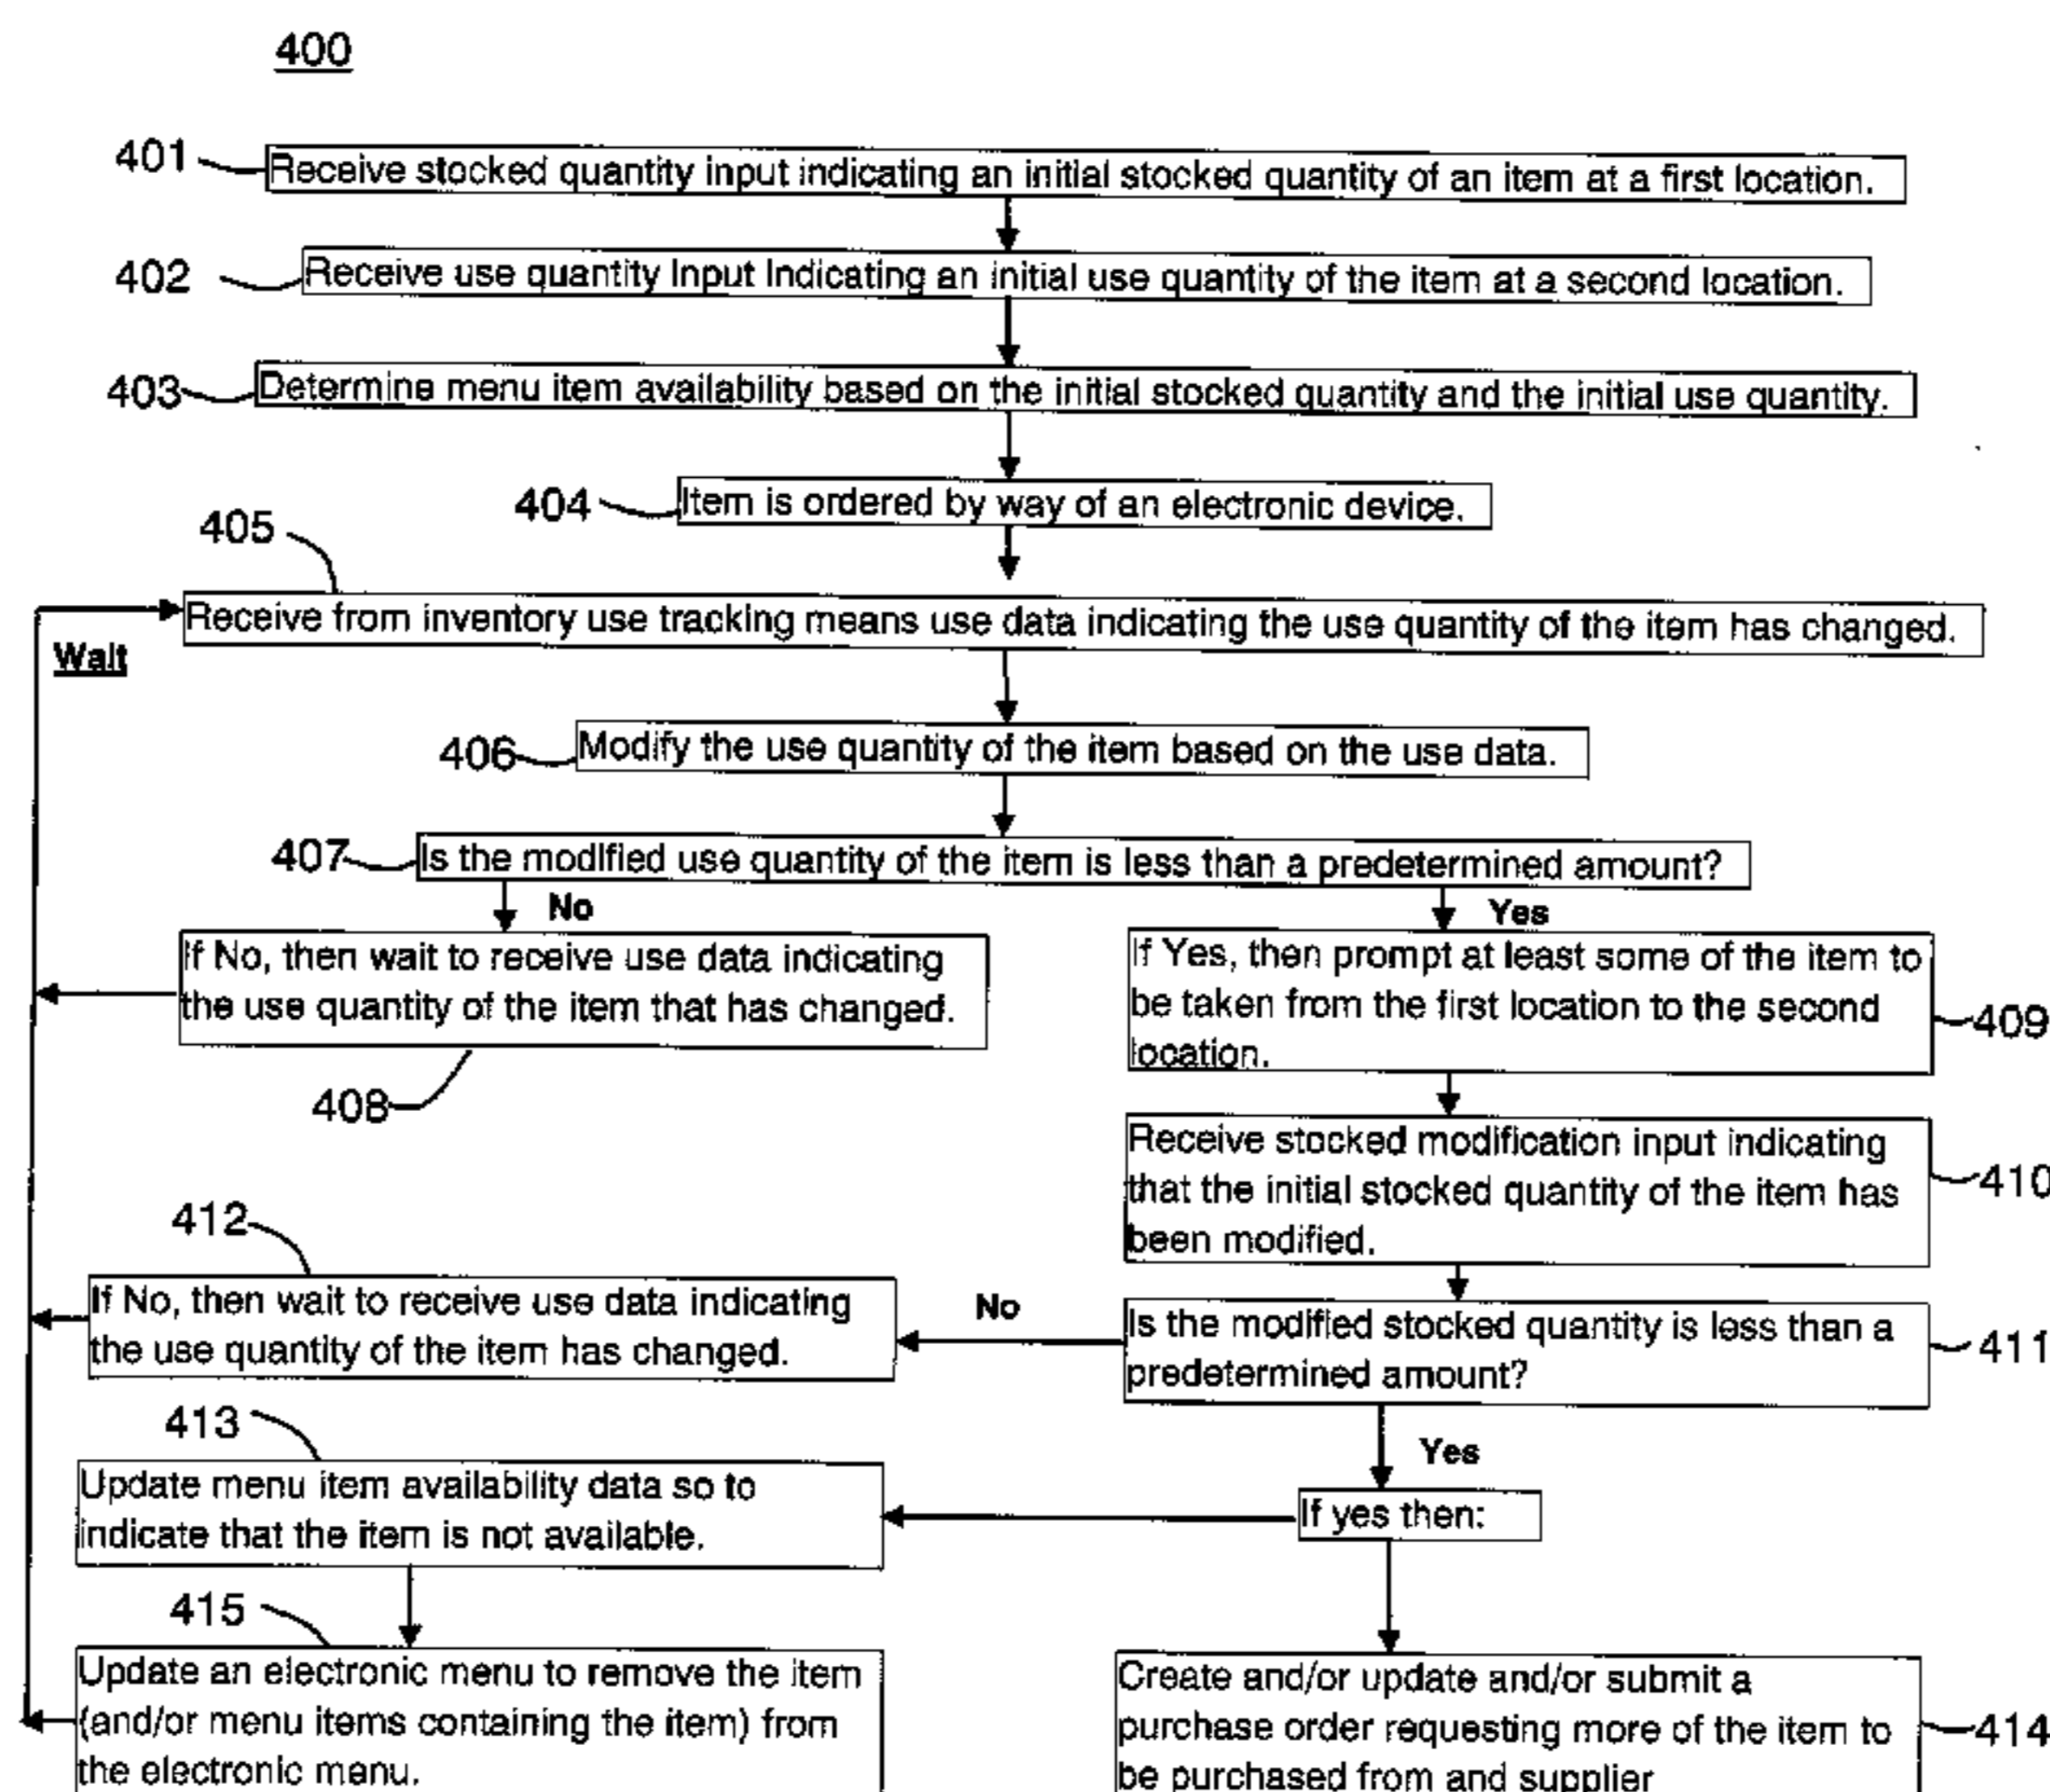 400
401
Receive stocked quantity input indicating an initial stocked quantity of an item at a first location.
402
Receive use quantity Input Indicating an initial use quantity of the item at a second location.
403
Determine menu item availability based on the initial stocked quantity and the initial use quantity.
404
Item is ordered by way of an electronic device.
405
Receive from inventory use tracking means use data indicating the use quantity of the item has changed.
Wait
406
Modify the use quantity of the item based on the use data.
407
Is the modified use quantity of the item is less than a predetermined amount?
No
Yes
If No, then wait to receive use data indicating
the use quantity of the item that has changed.
408
If Yes, then prompt at least some of the item to
be taken from the first location to the second
location.
409
Receive stocked modification input indicating
that the initial stocked quantity of the item has
been modified.
410
412
If No, then wait to receive use data indicating
the use quantity of the item has changed.
No
Is the modified stocked quantity is less than a
predetermined amount?
411
413
Yes
Update menu item availability data so to
indicate that the item is not available.
If yes then:
415
Update an electronic menu to remove the item
(and/or menu items containing the item) from
the electronic menu.
Create and/or update and/or submit a
purchase order requesting more of the item to
be purchased from and supplier
414